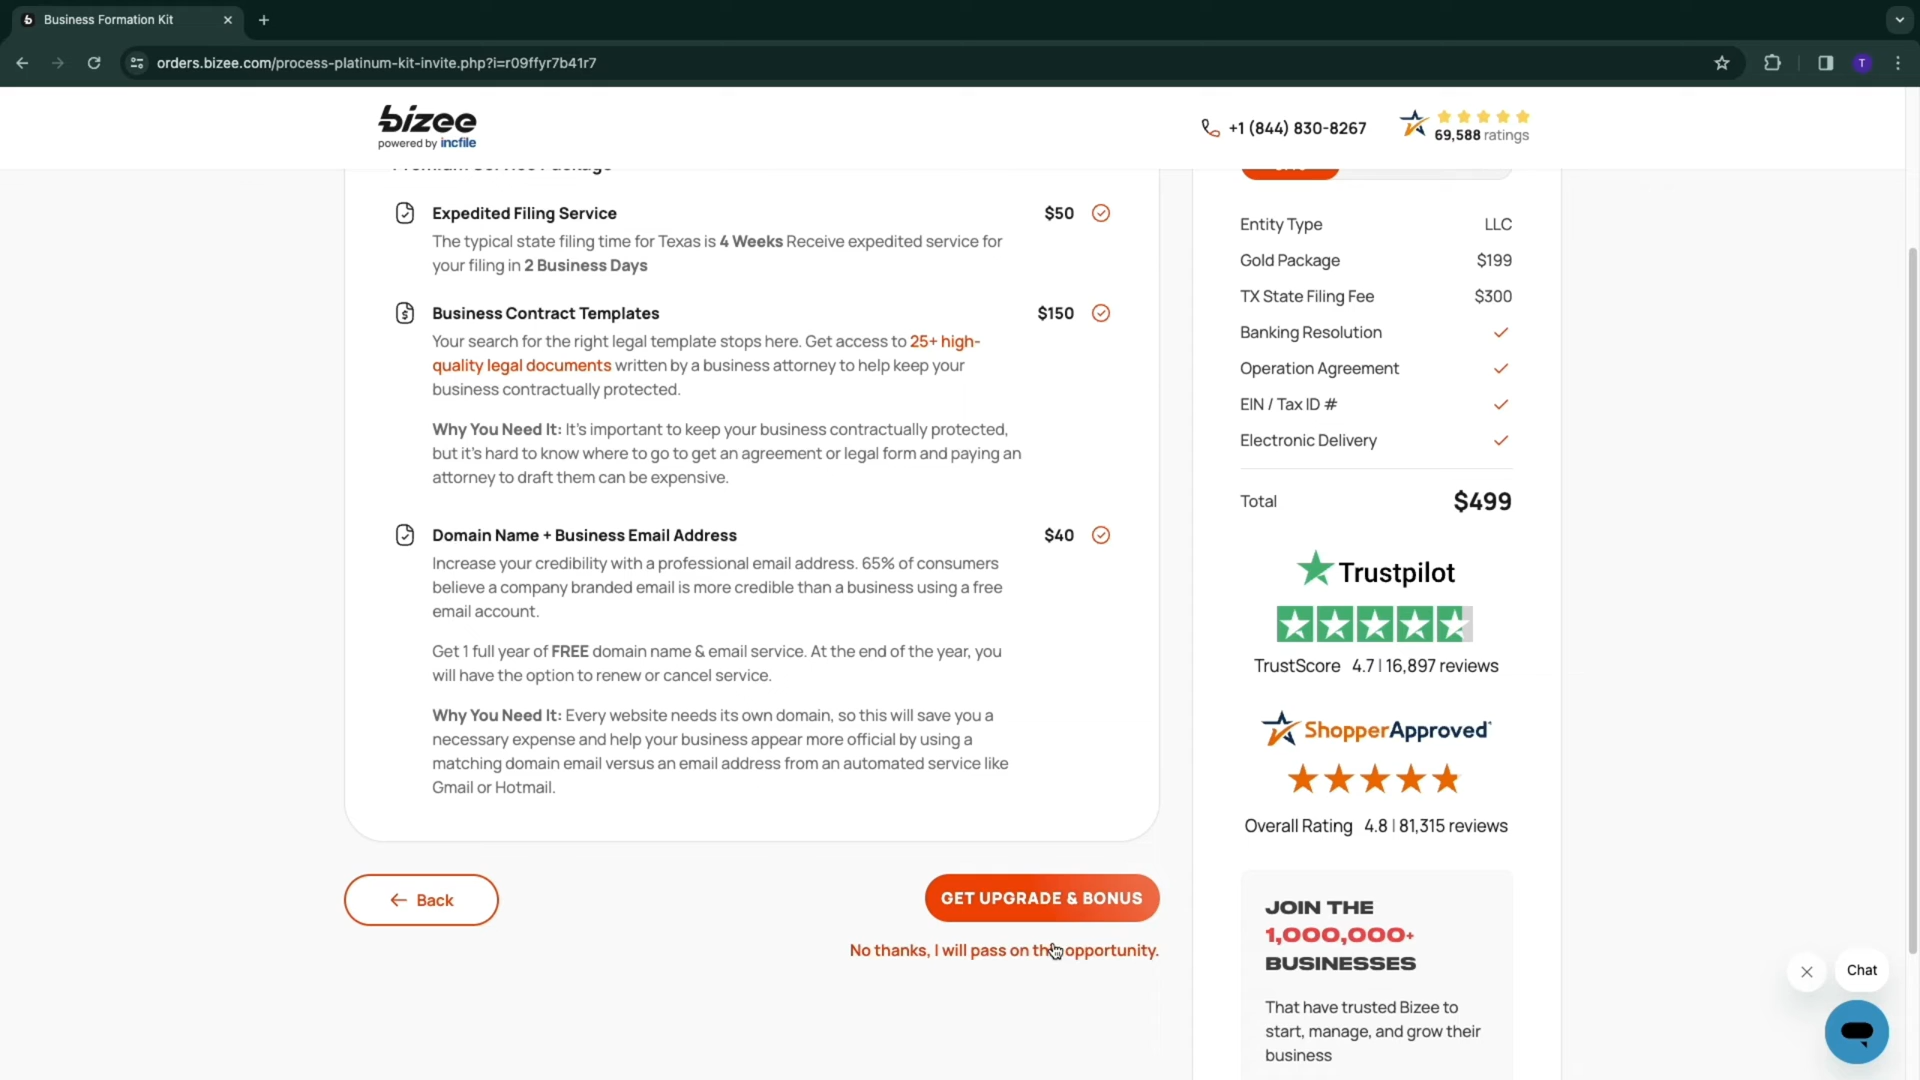 Business Formation Kit
orders.bizee.com/process-platinum-kit-invite.php?i=r09ffyr7b41r7
T
bizee
powered by incfile
+1 (844) 830-8267
69,588 ratings
Premium Service Package
Expedited Filing Service $50
The typical state filing time for Texas is 4 Weeks Receive expedited service for
your filing in 2 Business Days
Business Contract Templates $150
Your search for the right legal template stops here. Get access to 25+ high-
quality legal documents written by a business attorney to help keep your
business contractually protected.
Why You Need It: It's important to keep your business contractually protected,
but it's hard to know where to go to get an agreement or legal form and paying an
attorney to draft them can be expensive.
Domain Name + Business Email Address $40
Increase your credibility with a professional email address. 65% of consumers
believe a company branded email is more credible than a business using a free
email account.
Get 1 full year of FREE domain name & email service. At the end of the year, you
will have the option to renew or cancel service.
Why You Need It: Every website needs its own domain, so this will save you a
necessary expense and help your business appear more official by using a
matching domain email versus an email address from an automated service like
Gmail or Hotmail.
Back
GET UPGRADE & BONUS
No thanks, I will pass on the opportunity.
Entity Type LLC
Gold Package $199
TX State Filing Fee $300
Banking Resolution
Operation Agreement
EIN / Tax ID #
Electronic Delivery
Total $499
Trustpilot
TrustScore 4.7 | 16,897 reviews
ShopperApproved
Overall Rating 4.8 | 81,315 reviews
JOIN THE
1,000,000+
BUSINESSES
That have trusted Bizee to
start, manage, and grow their
business
Chat